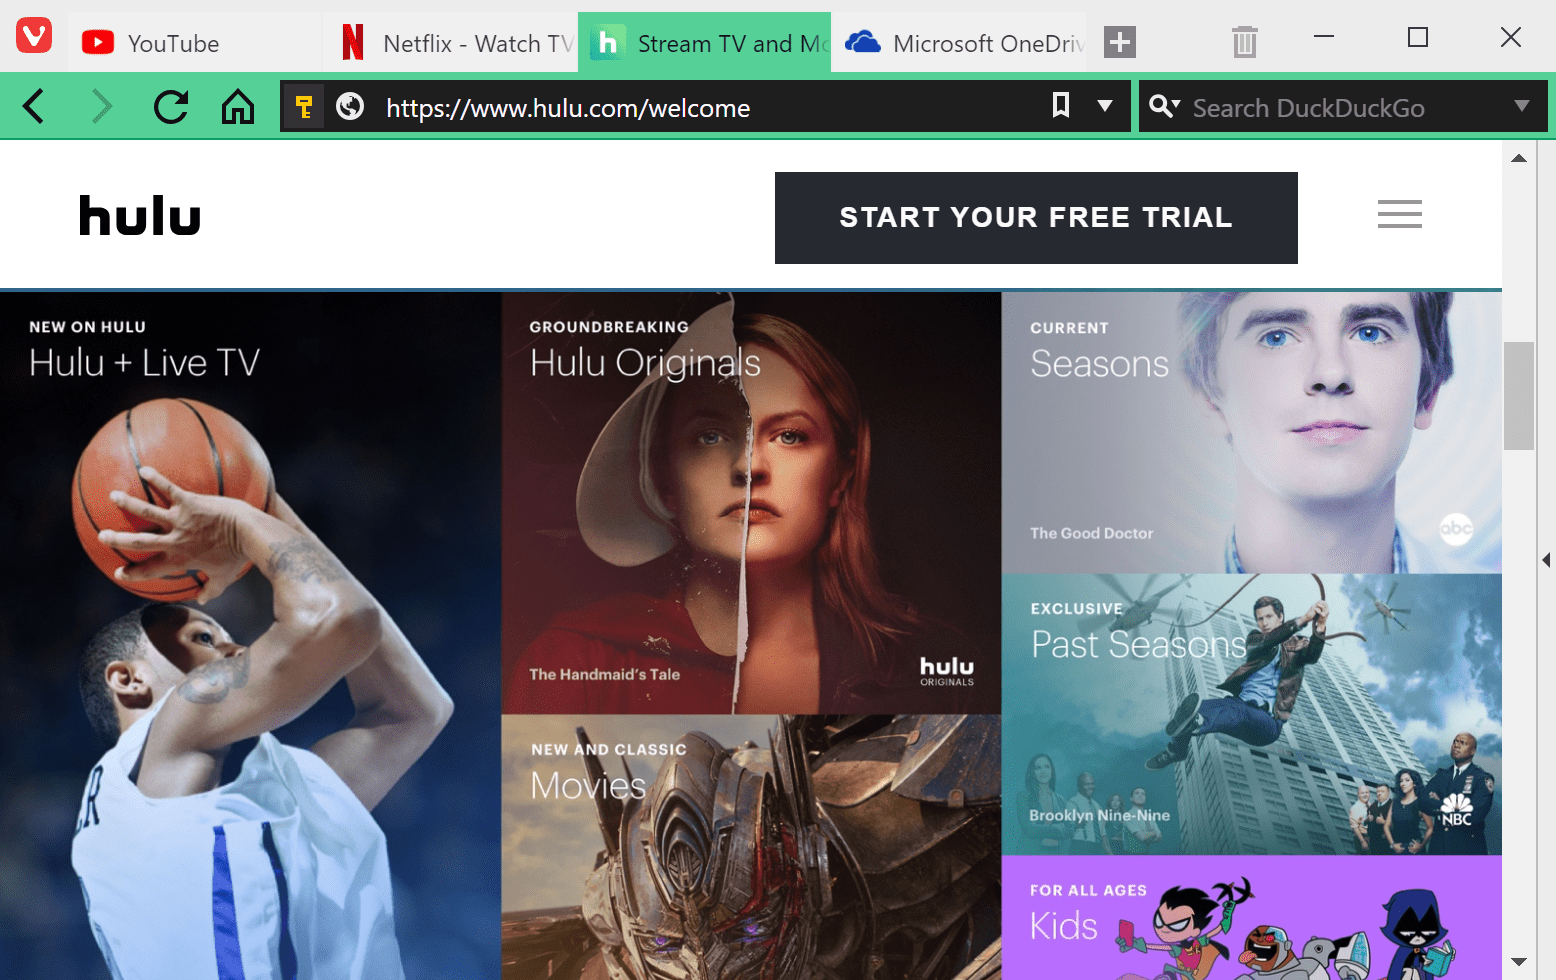 YouTube
Netflix - Watch TV
Stream TV and Mo
Microsoft OneDriv
https://www.hulu.com/welcome
Search DuckDuckGo
hulu
START YOUR FREE TRIAL
NEW ON HULU
Hulu + Live TV
GROUNDBREAKING
Hulu Originals
The Handmaid's Tale
hulu
ORIGINALS
NEW AND CLASSIC
Movies
CURRENT
Seasons
The Good Doctor
abc
EXCLUSIVE
Past Seasons
Brooklyn Nine-Nine
NBC
FOR ALL AGES
Kids